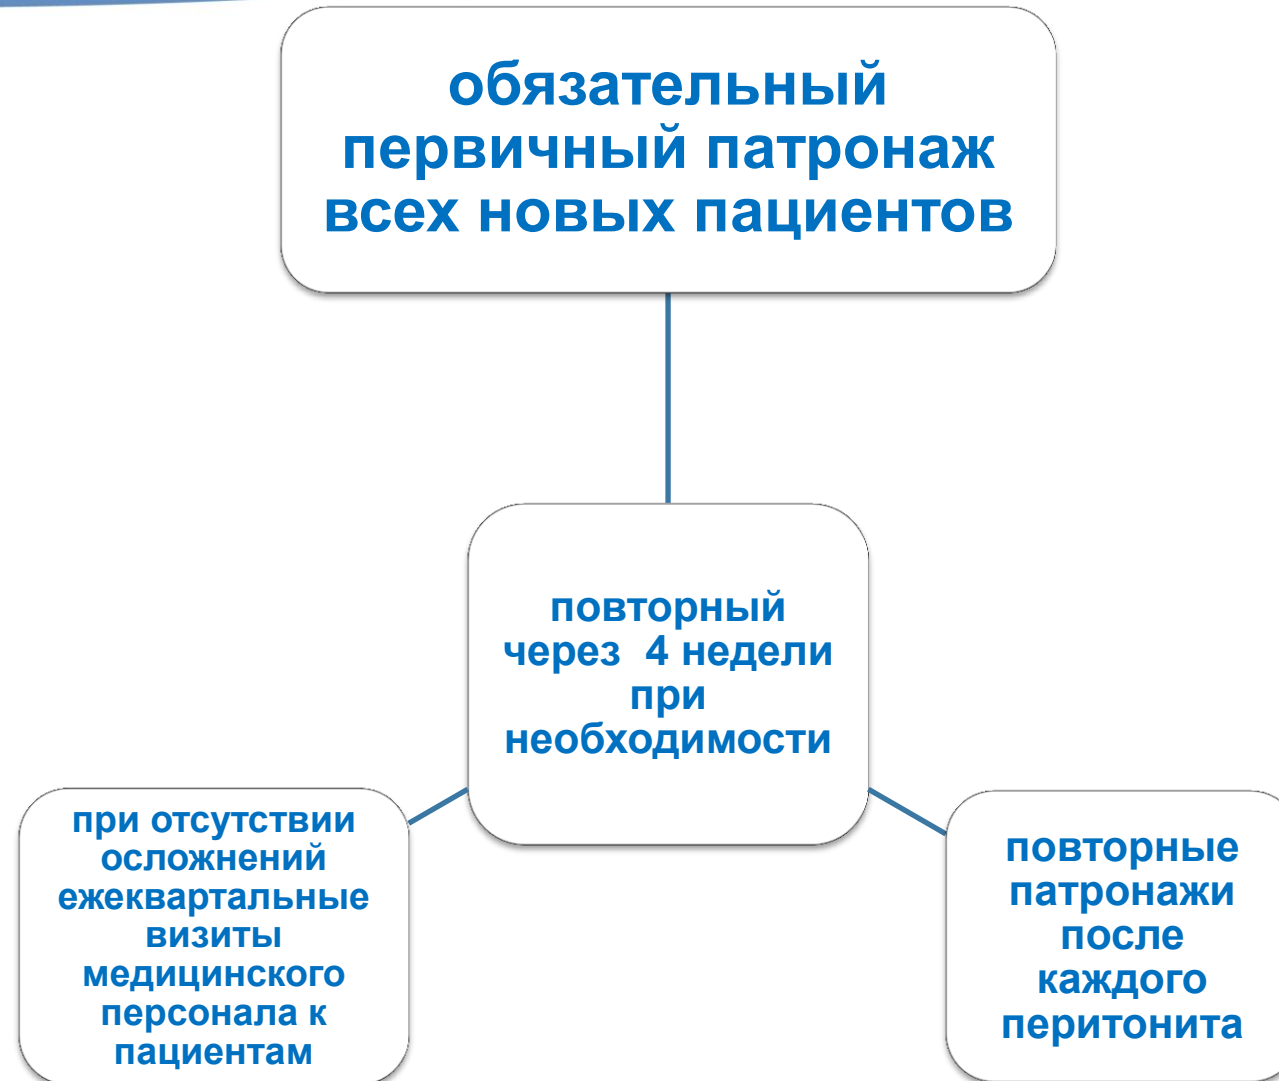 обязательный
первичный патронаж
всех новых пациентов
повторный
через  4 недели
при
необходимости
при отсутствии
осложнений
ежеквартальные
визиты
медицинского
персонала к
пациентам
повторные
патронажи
после
каждого
перитонита